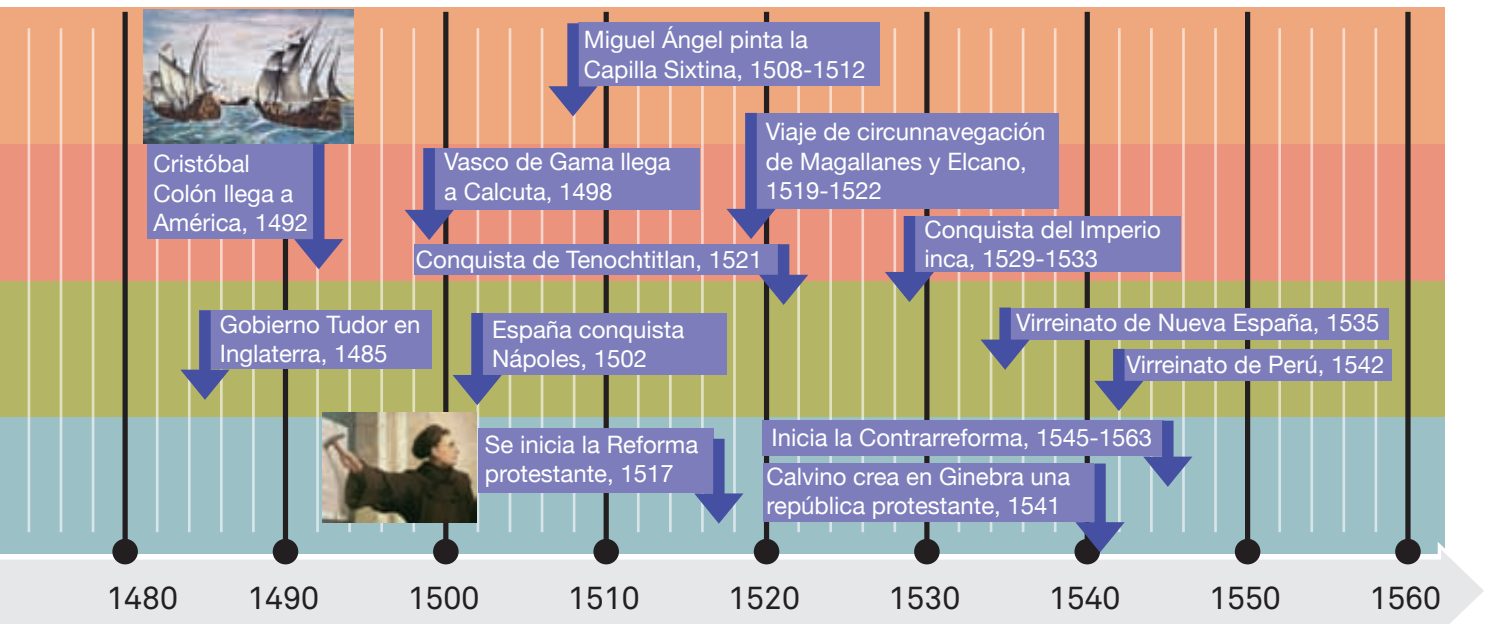 Miguel Ángel pinta la
Capilla Sixtina, 1508-1512
Viaje de circunnavegación
de Magallanes y Elcano,
1519-1522
Cristóbal
Colón llega a
América, 1492
Vasco de Gama llega
a Calcuta, 1498
Conquista de Tenochtitlan, 1521
Conquista del Imperio
inca, 1529-1533
Gobierno Tudor en
Inglaterra, 1485
España conquista
Nápoles, 1502
Virreinato de Nueva España, 1535
Virreinato de Perú, 1542
Se inicia la Reforma
protestante, 1517
Inicia la Contrarreforma, 1545-1563
Calvino crea en Ginebra una
república protestante, 1541
1480 1490 1500 1510 1520 1530 1540 1550 1560